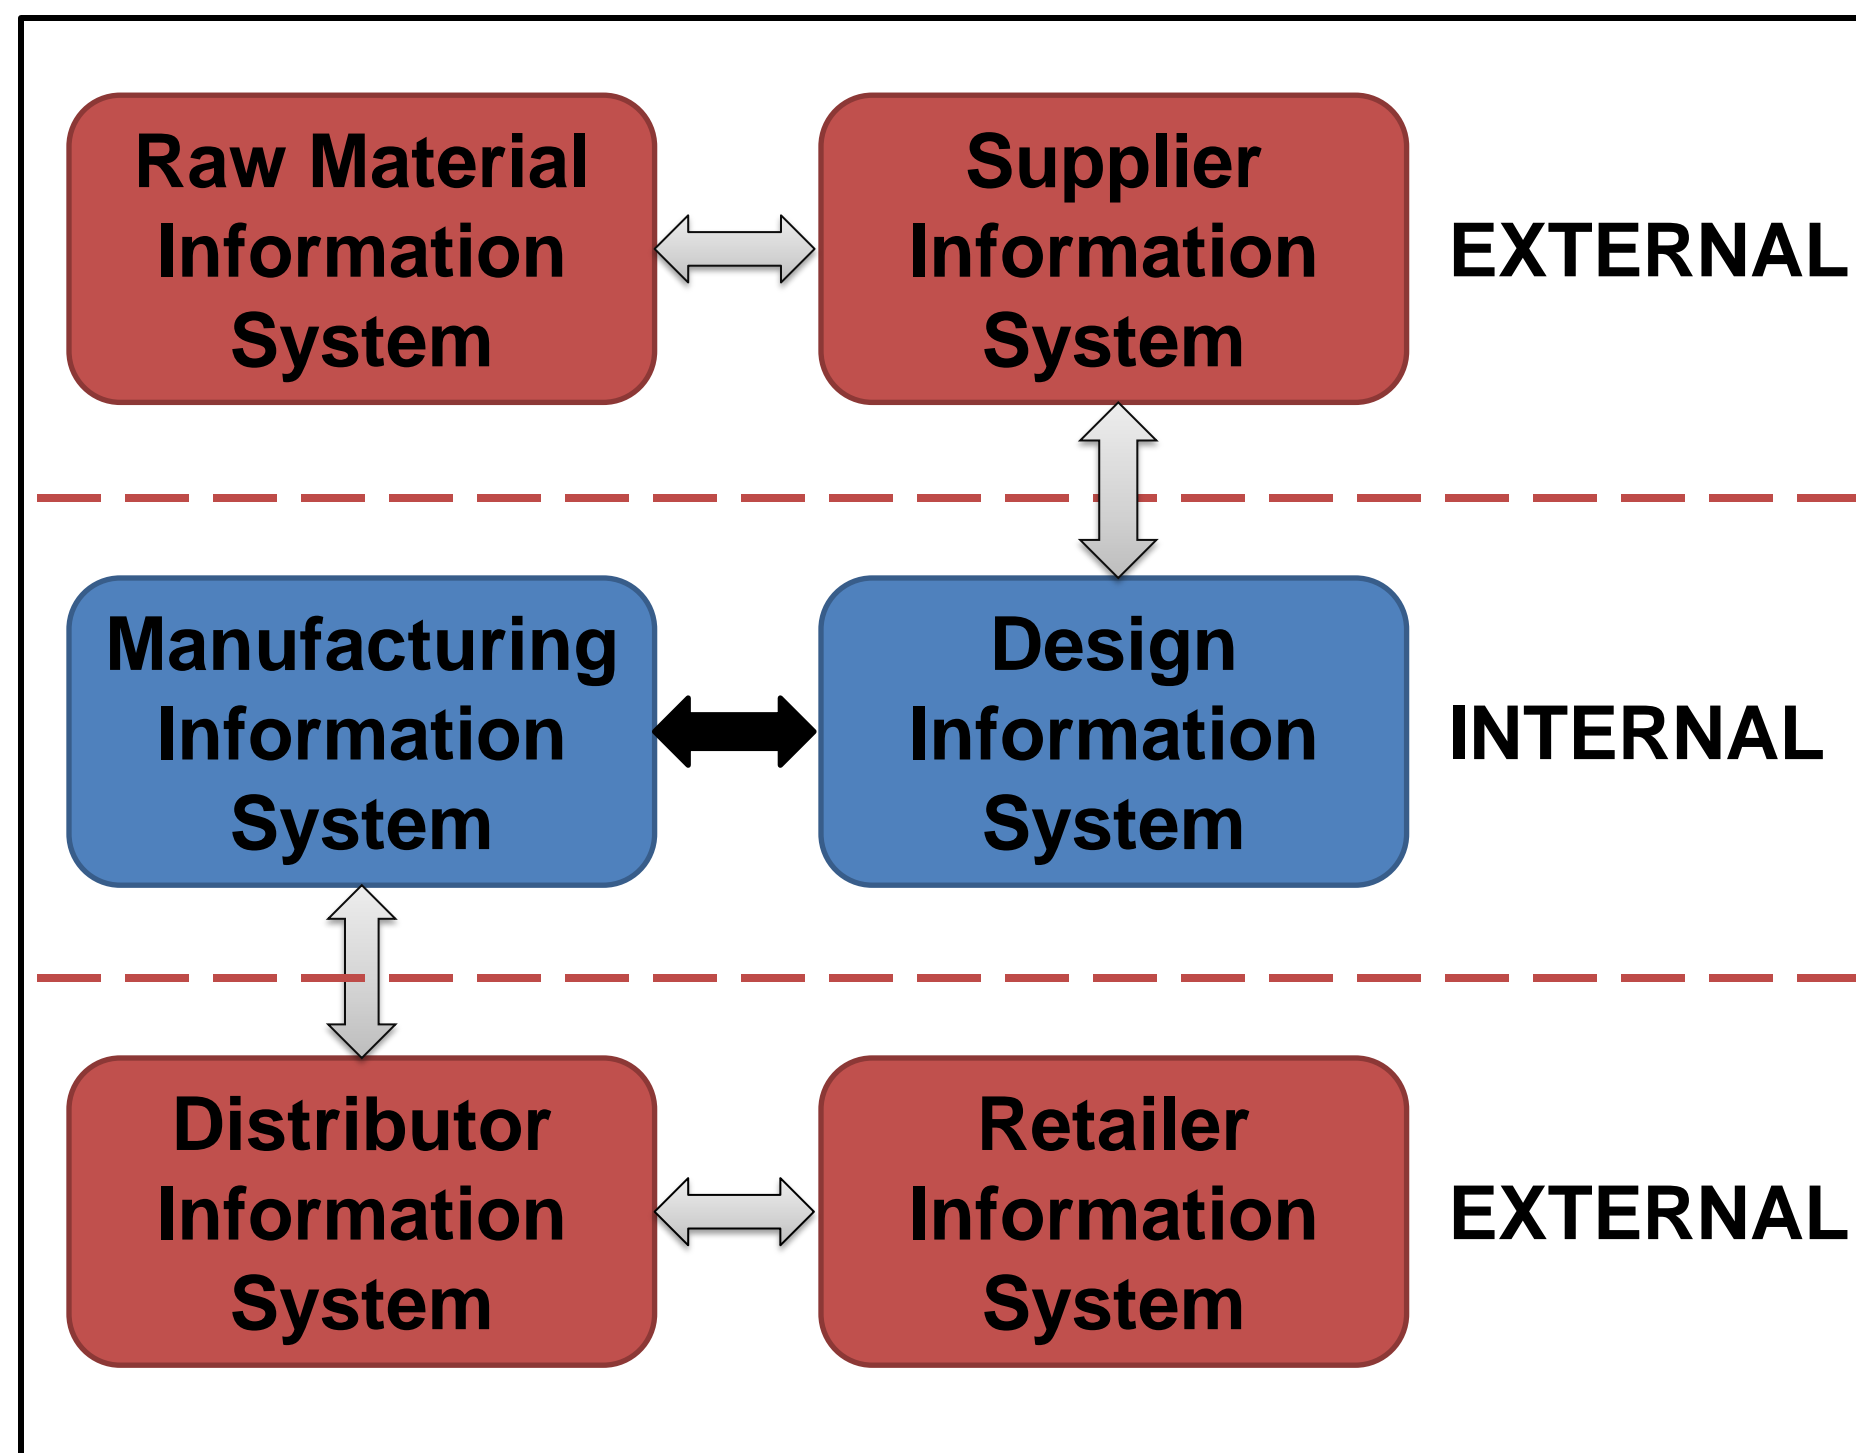 Raw Material
Information
System
Supplier
Information
System
EXTERNAL
Manufacturing
Information
System
Design
Information
System
INTERNAL
Distributor
Information
System
Retailer
Information
System
EXTERNAL